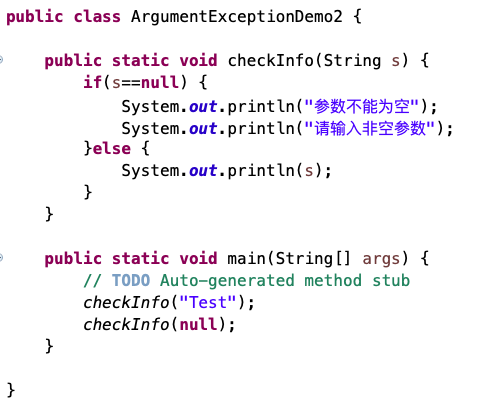 public class ArgumentExceptionDemo2 {
public static void checkInfo(String s) {
if(s==null) {
System.out.println("参数不能为空");
System.out.println("请输入非空参数");
}else {
System.out.println(s);
}
}
public static void main(String[] args) {
// TODO Auto-generated method stub
checkInfo("Test");
checkInfo(null);
}
}